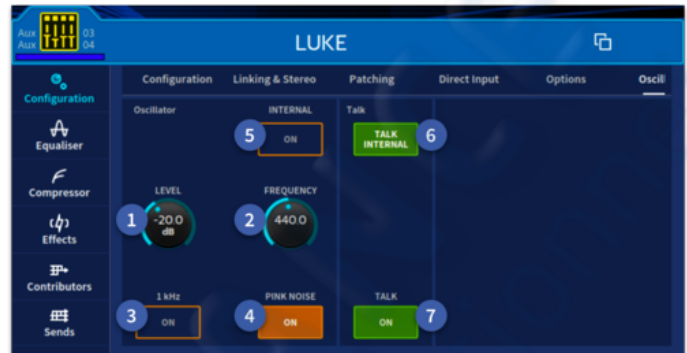 Aux 03
Aux 04
LUKE
Configuration
Equaliser
Compressor
Effects
Contributors
Sends
Configuration Linking & Stereo Patching Direct Input Options Oscill
Oscillator INTERNAL Talk
5 ON TALK INTERNAL 6
LEVEL FREQUENCY
1 -20.0 dB 2 440.0
1 kHz PINK NOISE TALK
3 ON 4 ON ON 7